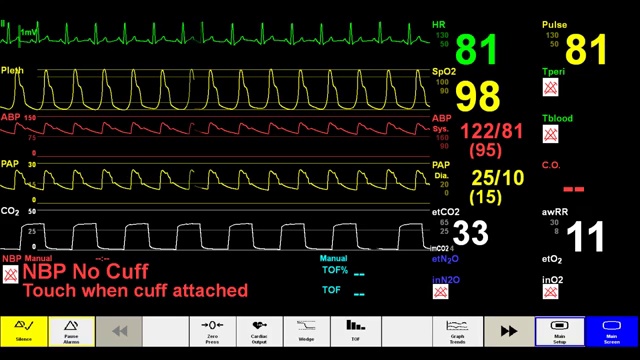 II
1mV
HR
130
50
81
Pulse
130
50
81
Pleth
SpO2
100
90
98
Tperi
ABP 150
75
0
ABP
Sys.
160
90
122/81
(95)
Tblood
PAP 30
15
0
PAP
Dia.
20
0
25/10
(15)
C.O.
--
CO2 50
25
0
etCO2
65
25
imCO2 4
33
awRR
30
8
11
NBP Manual --:--
NBP No Cuff
Touch when cuff attached
Manual
TOF% --
TOF --
etN2O
inN2O
etO2
inO2
Silence
Pause Alarms
Zero Press
Cardiac Output
Wedge
TOF
Graph Trends
Main Setup
Main Screen